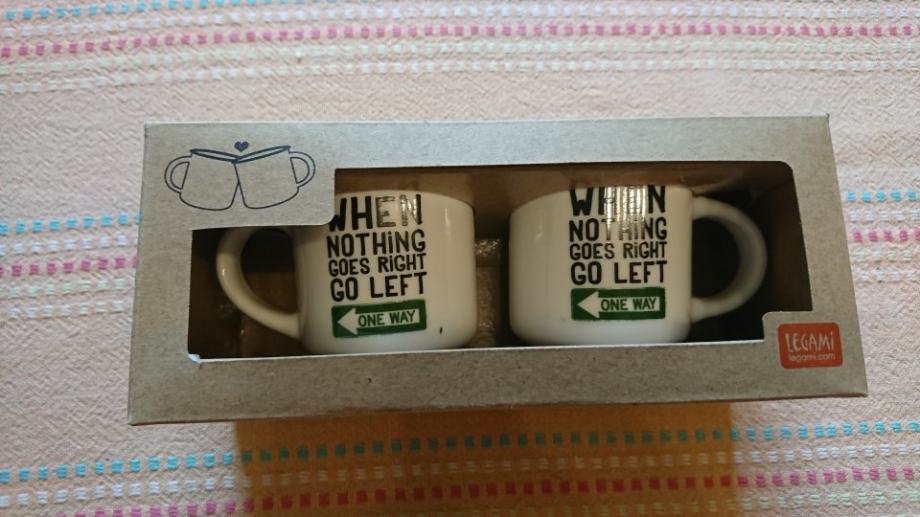 WHEN
NOTHING
GOES RIGHT
GO LEFT
ONE WAY
WHEN
NOTHING
GOES RIGHT
GO LEFT
ONE WAY
LEGAMI
legami.com